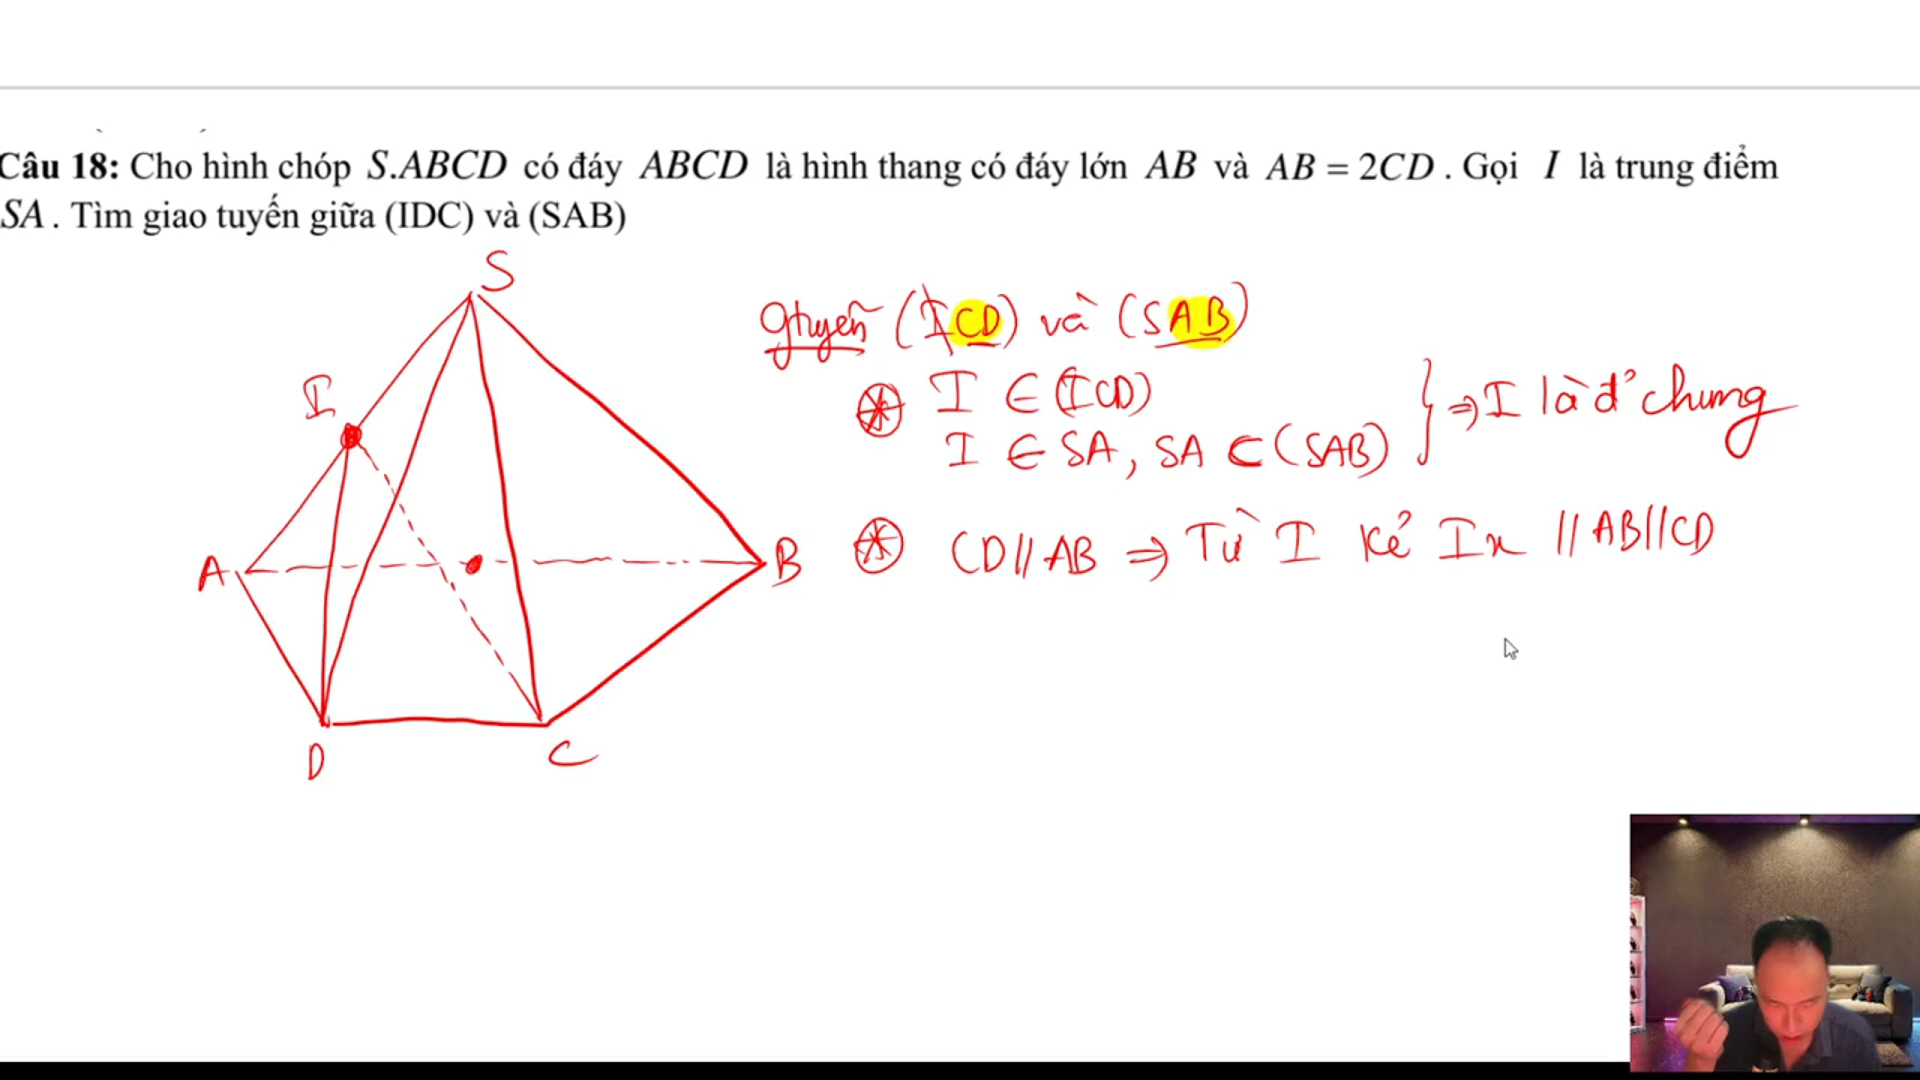 Câu 18: Cho hình chóp S.ABCD có đáy ABCD là hình thang có đáy lớn AB và AB = 2CD. Gọi I là trung điểm
SA. Tìm giao tuyến giữa (IDC) và (SAB)
S
gtuyến (ICD) và (SAB)
I
I ∈ (ICD)
I ∈ SA, SA ⊂ (SAB)
} ⇒ I là đ' chung
A
B
CD // AB ⇒ Từ I kẻ Ix // AB // CD
D
C